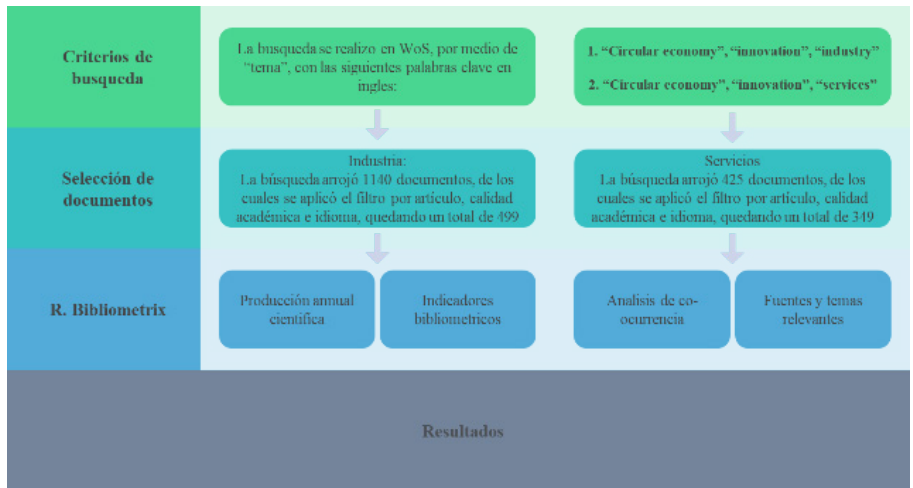 Criterios de
busqueda
La busqueda se realizo en WoS, por medio de
“tema”, con las siguientes palabras clave en
ingles:
1. “Circular economy”, “innovation”, “industry”
2. “Circular economy”, “innovation”, “services”
Selección de
documentos
Industria:
La búsqueda arrojó 1140 documentos, de los
cuales se aplicó el filtro por artículo, calidad
académica e idioma, quedando un total de 499
Servicios
La búsqueda arrojó 425 documentos, de los
cuales se aplicó el filtro por artículo, calidad
académica e idioma, quedando un total de 349
R. Bibliometrix
Producción annual
cientifica
Indicadores
bibliometricos
Analisis de co-
ocurrencia
Fuentes y temas
relevantes
Resultados